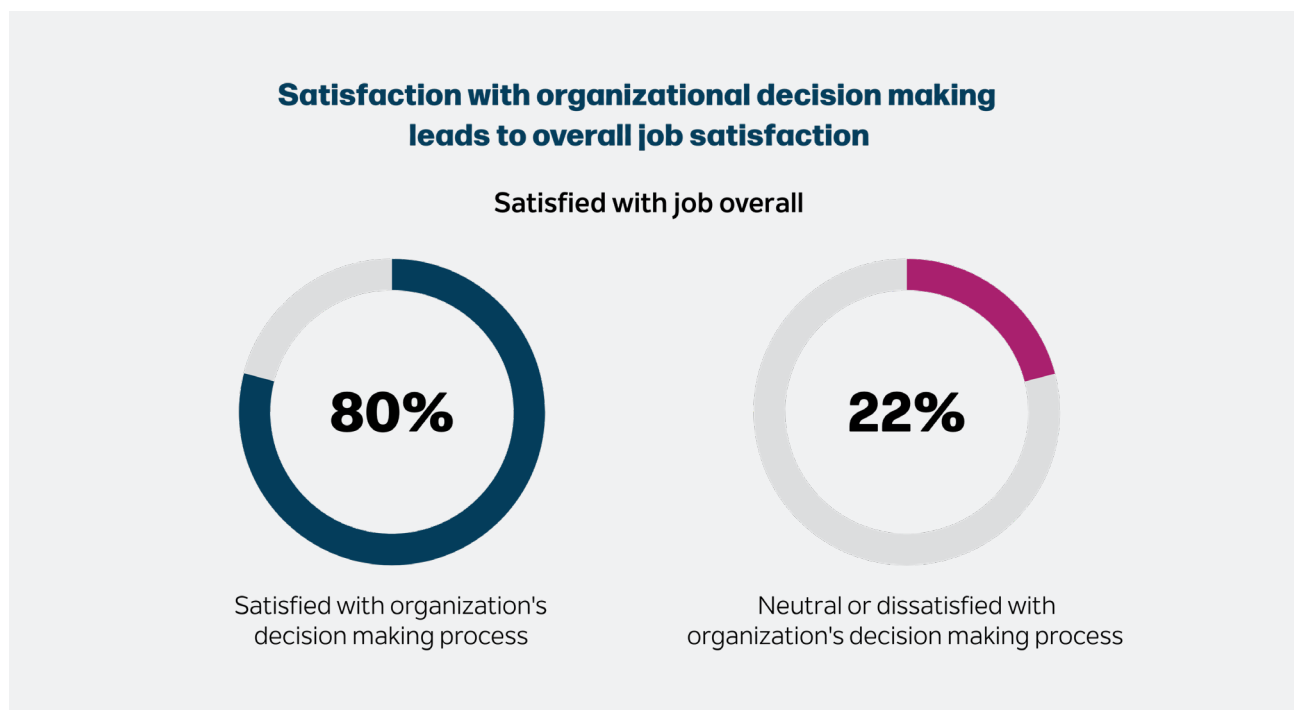 Satisfaction with organizational decision making
leads to overall job satisfaction
Satisfied with job overall
80%
22%
Satisfied with organization's
decision making process
Neutral or dissatisfied with
organization's decision making process